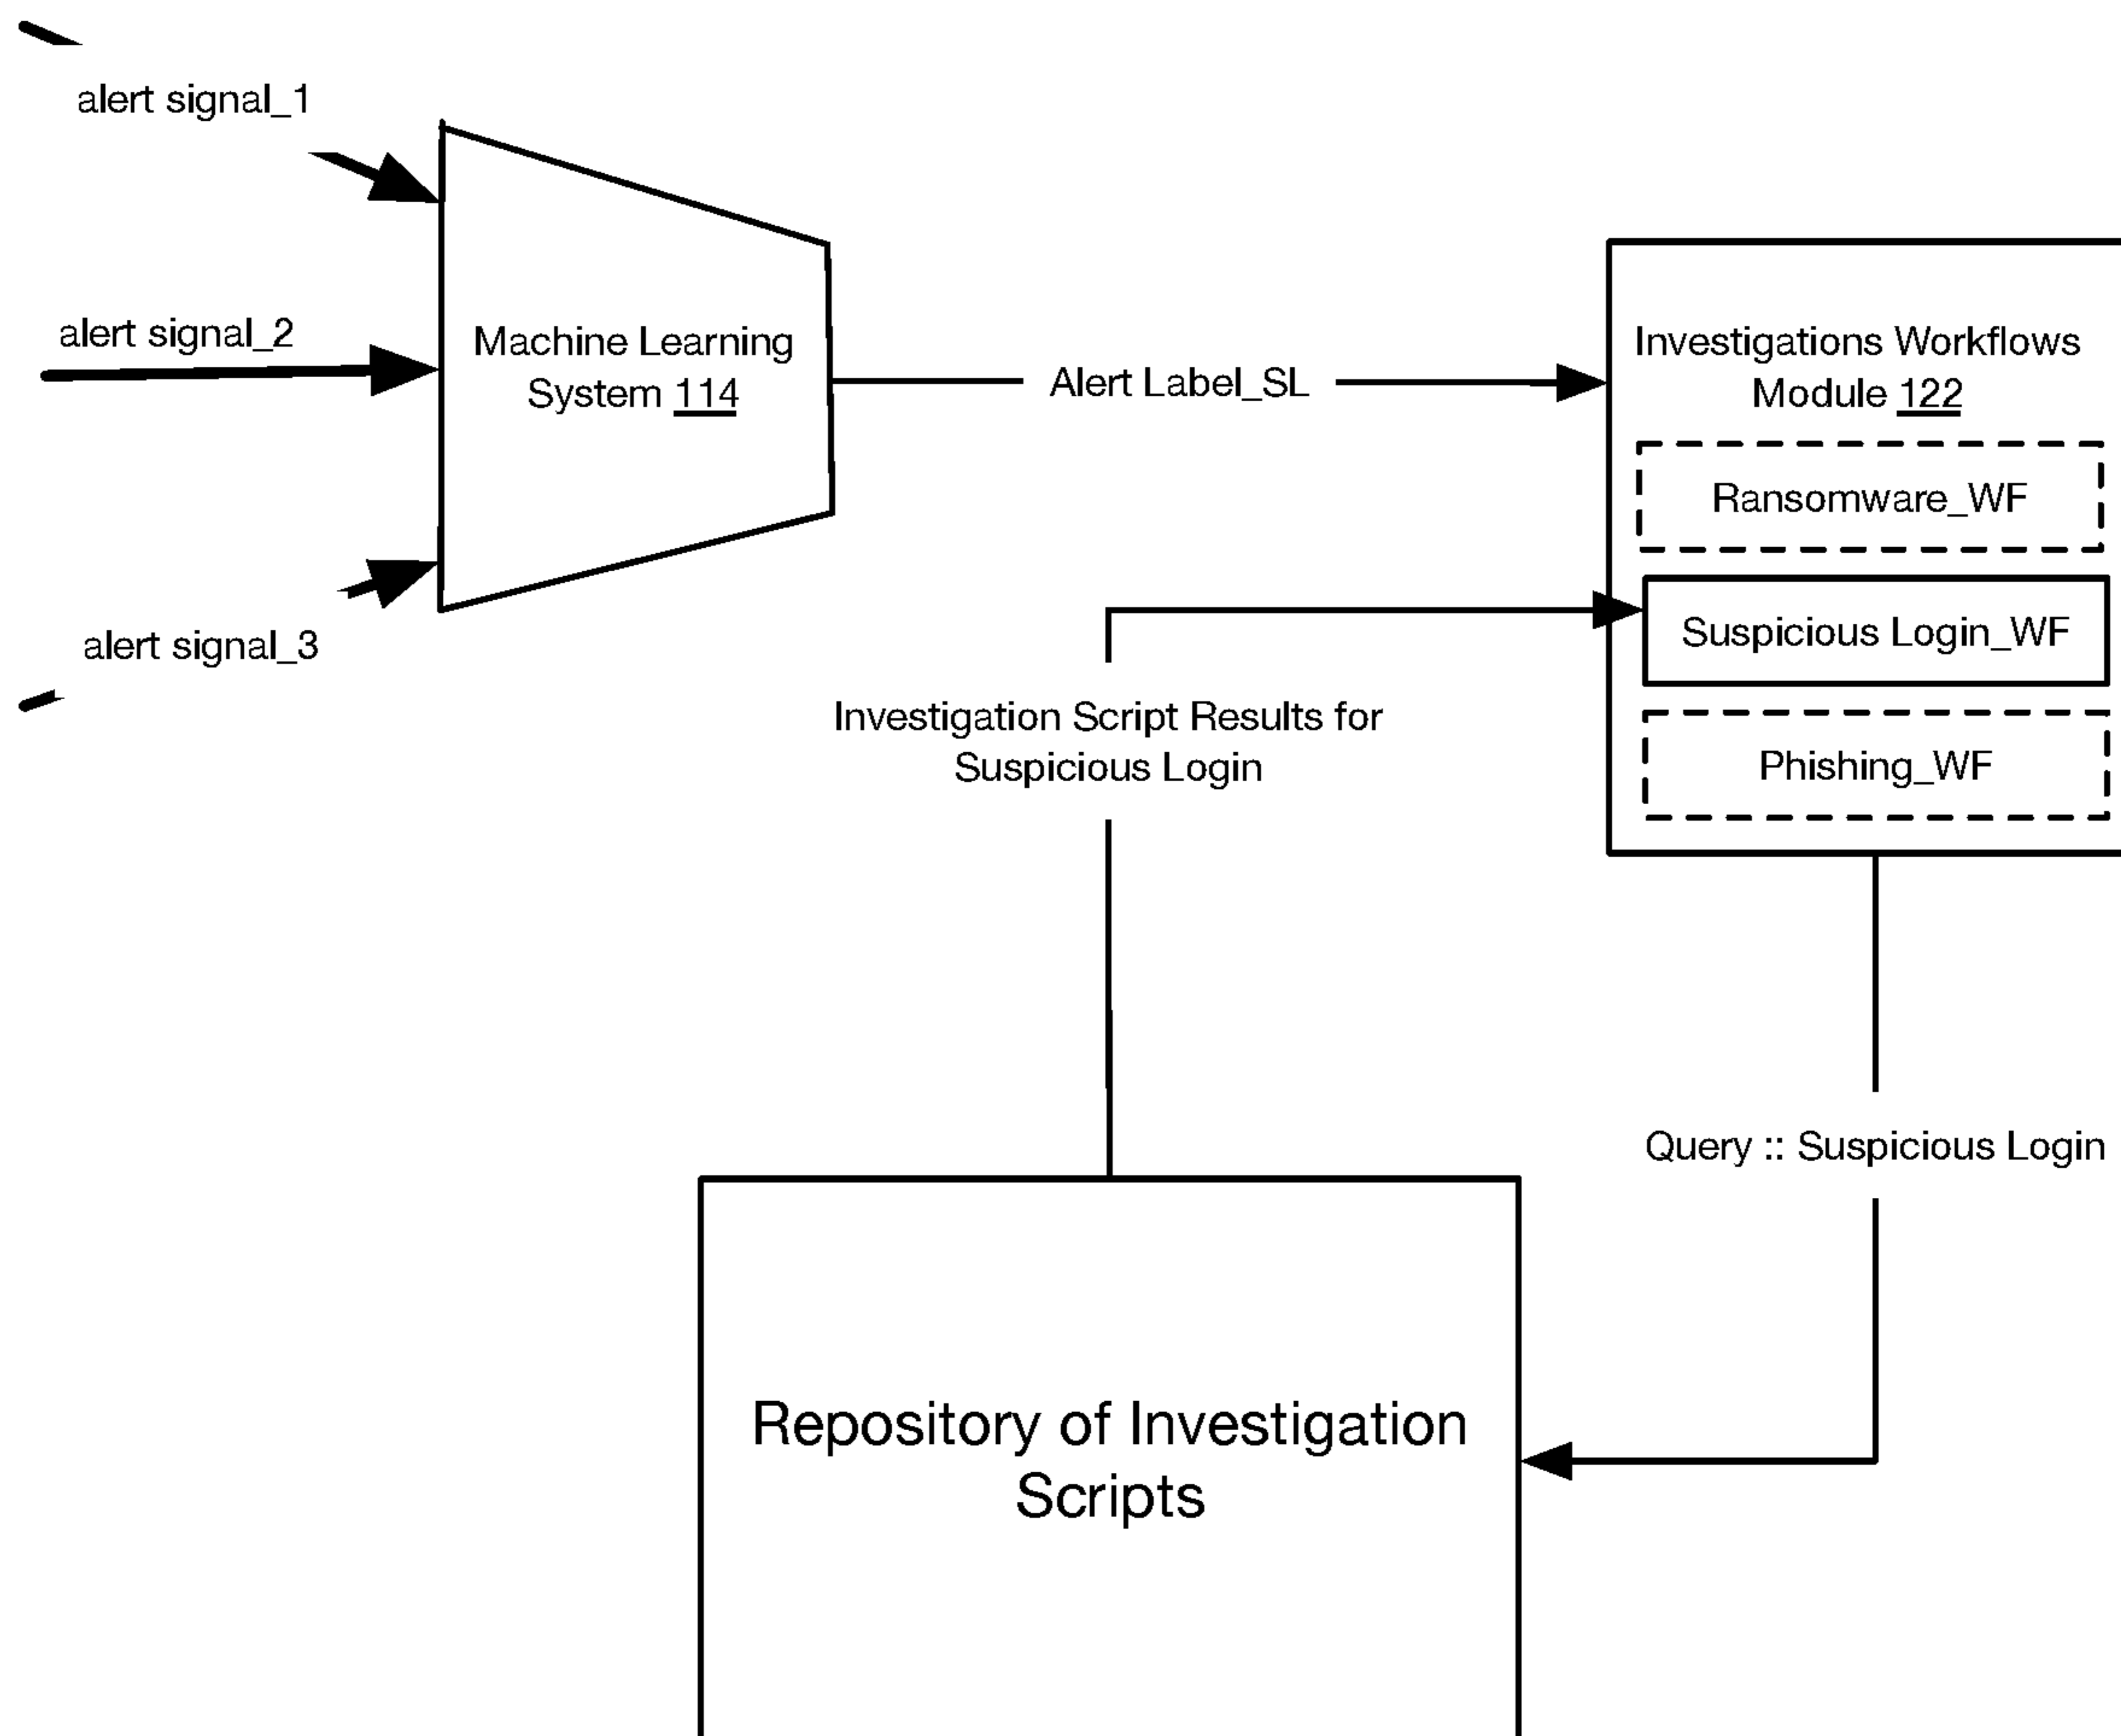 alert signal_1
alert signal_2
Machine Learning
System 114
alert signal_3
Alert Label_SL
Investigations Workflows
Module 122
Ransomware_WF
Suspicious Login_WF
Phishing_WF
Investigation Script Results for
Suspicious Login
Query :: Suspicious Login
Repository of Investigation
Scripts